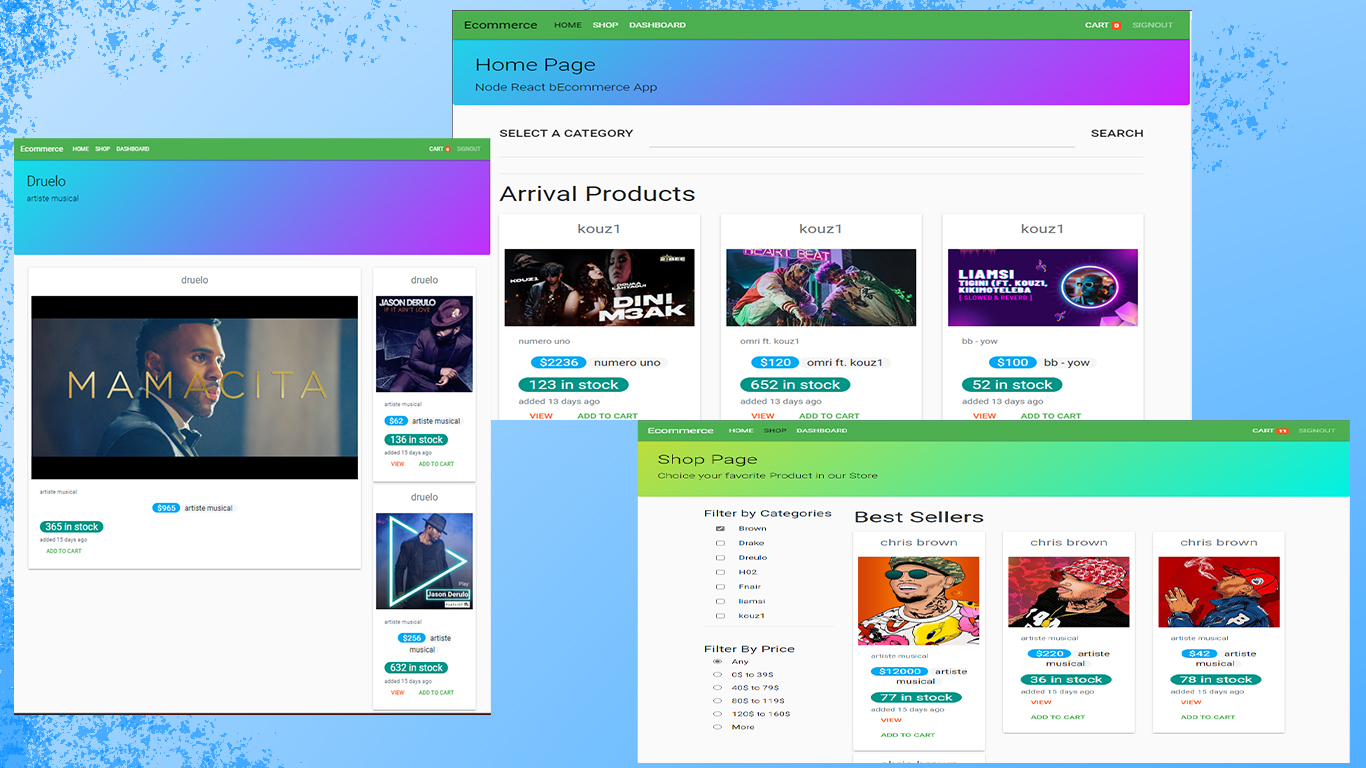 Ecommerce HOME SHOP DASHBOARD CART 0 SIGNOUT
Home Page
Node React bEcommerce App
SELECT A CATEGORY SEARCH
Arrival Products
kouz1
KOUZ1
DINI
M3AK
numero uno
$2236 numero uno
123 in stock
added 13 days ago
VIEW ADD TO CART
kouz1
HEART BEAT
omri ft. kouz1
$120 omri ft. kouz1
652 in stock
added 13 days ago
VIEW ADD TO CART
kouz1
LIAMSI
TIGINI (FT. KOUZ1,
KIKIMOTELEBA
[ SLOWED & REVERB ]
bb - yow
$100 bb - yow
52 in stock
added 13 days ago
VIEW ADD TO CART
Ecommerce HOME SHOP DASHBOARD CART 0 SIGNOUT
Druelo
artiste musical
druelo
MAMACITA
artiste musical
$965 artiste musical
365 in stock
added 15 days ago
ADD TO CART
druelo
JASON DERULO
IF IT AIN'T LOVE
artiste musical
$62 artiste musical
136 in stock
added 15 days ago
VIEW ADD TO CART
druelo
Play:
Jason Derulo
artiste musical
$256 artiste
musical
632 in stock
added 15 days ago
VIEW ADD TO CART
Ecommerce HOME SHOP DASHBOARD CART 11 SIGNOUT
Shop Page
Choice your favorite Product in our Store
Filter by Categories
Brown
Drake
Dreulo
H02
Fnair
liamsi
kouz1
Filter By Price
Any
0$ to 39$
40$ to 79$
80$ to 119$
120$ to 160$
More
Best Sellers
chris brown
artiste musical
$12000 artiste
musical
77 in stock
added 15 days ago
VIEW
ADD TO CART
chris brown
artiste musical
$220 artiste
musical
36 in stock
added 15 days ago
VIEW
ADD TO CART
chris brown
artiste musical
$42 artiste
musical
78 in stock
added 15 days ago
VIEW
ADD TO CART